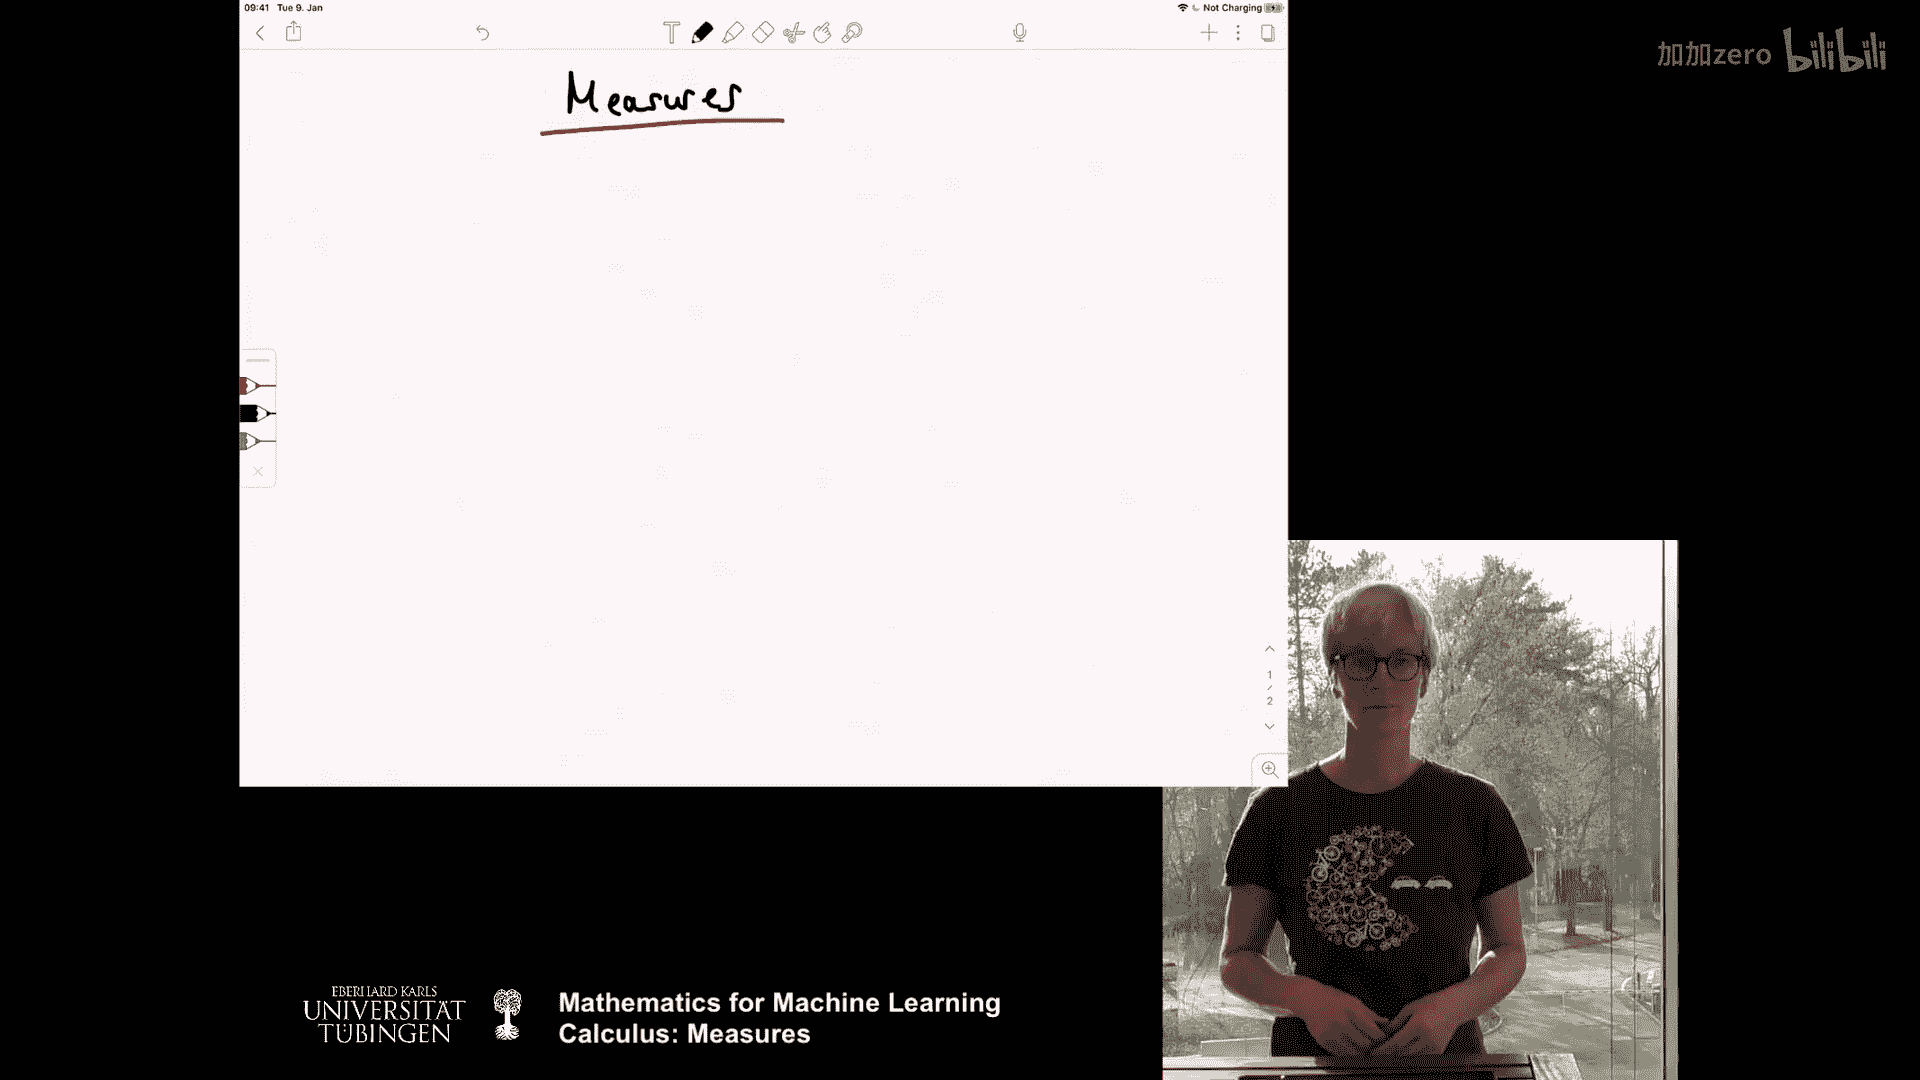 09:41 Tue 9. Jan
Not Charging
加加zero bilibili
T
Measures
1
/
2
EBERHARD KARLS
UNIVERSITÄT
TÜBINGEN
Mathematics for Machine Learning
Calculus: Measures